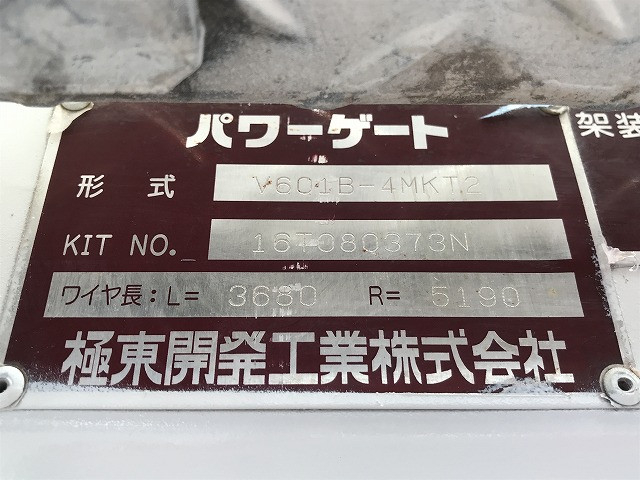 パワーゲート
架装
形 式 V601B-4MKT2
KIT NO. 16T080373N
ワイヤ長:L= 3680 R= 5190
極東開発工業株式会社